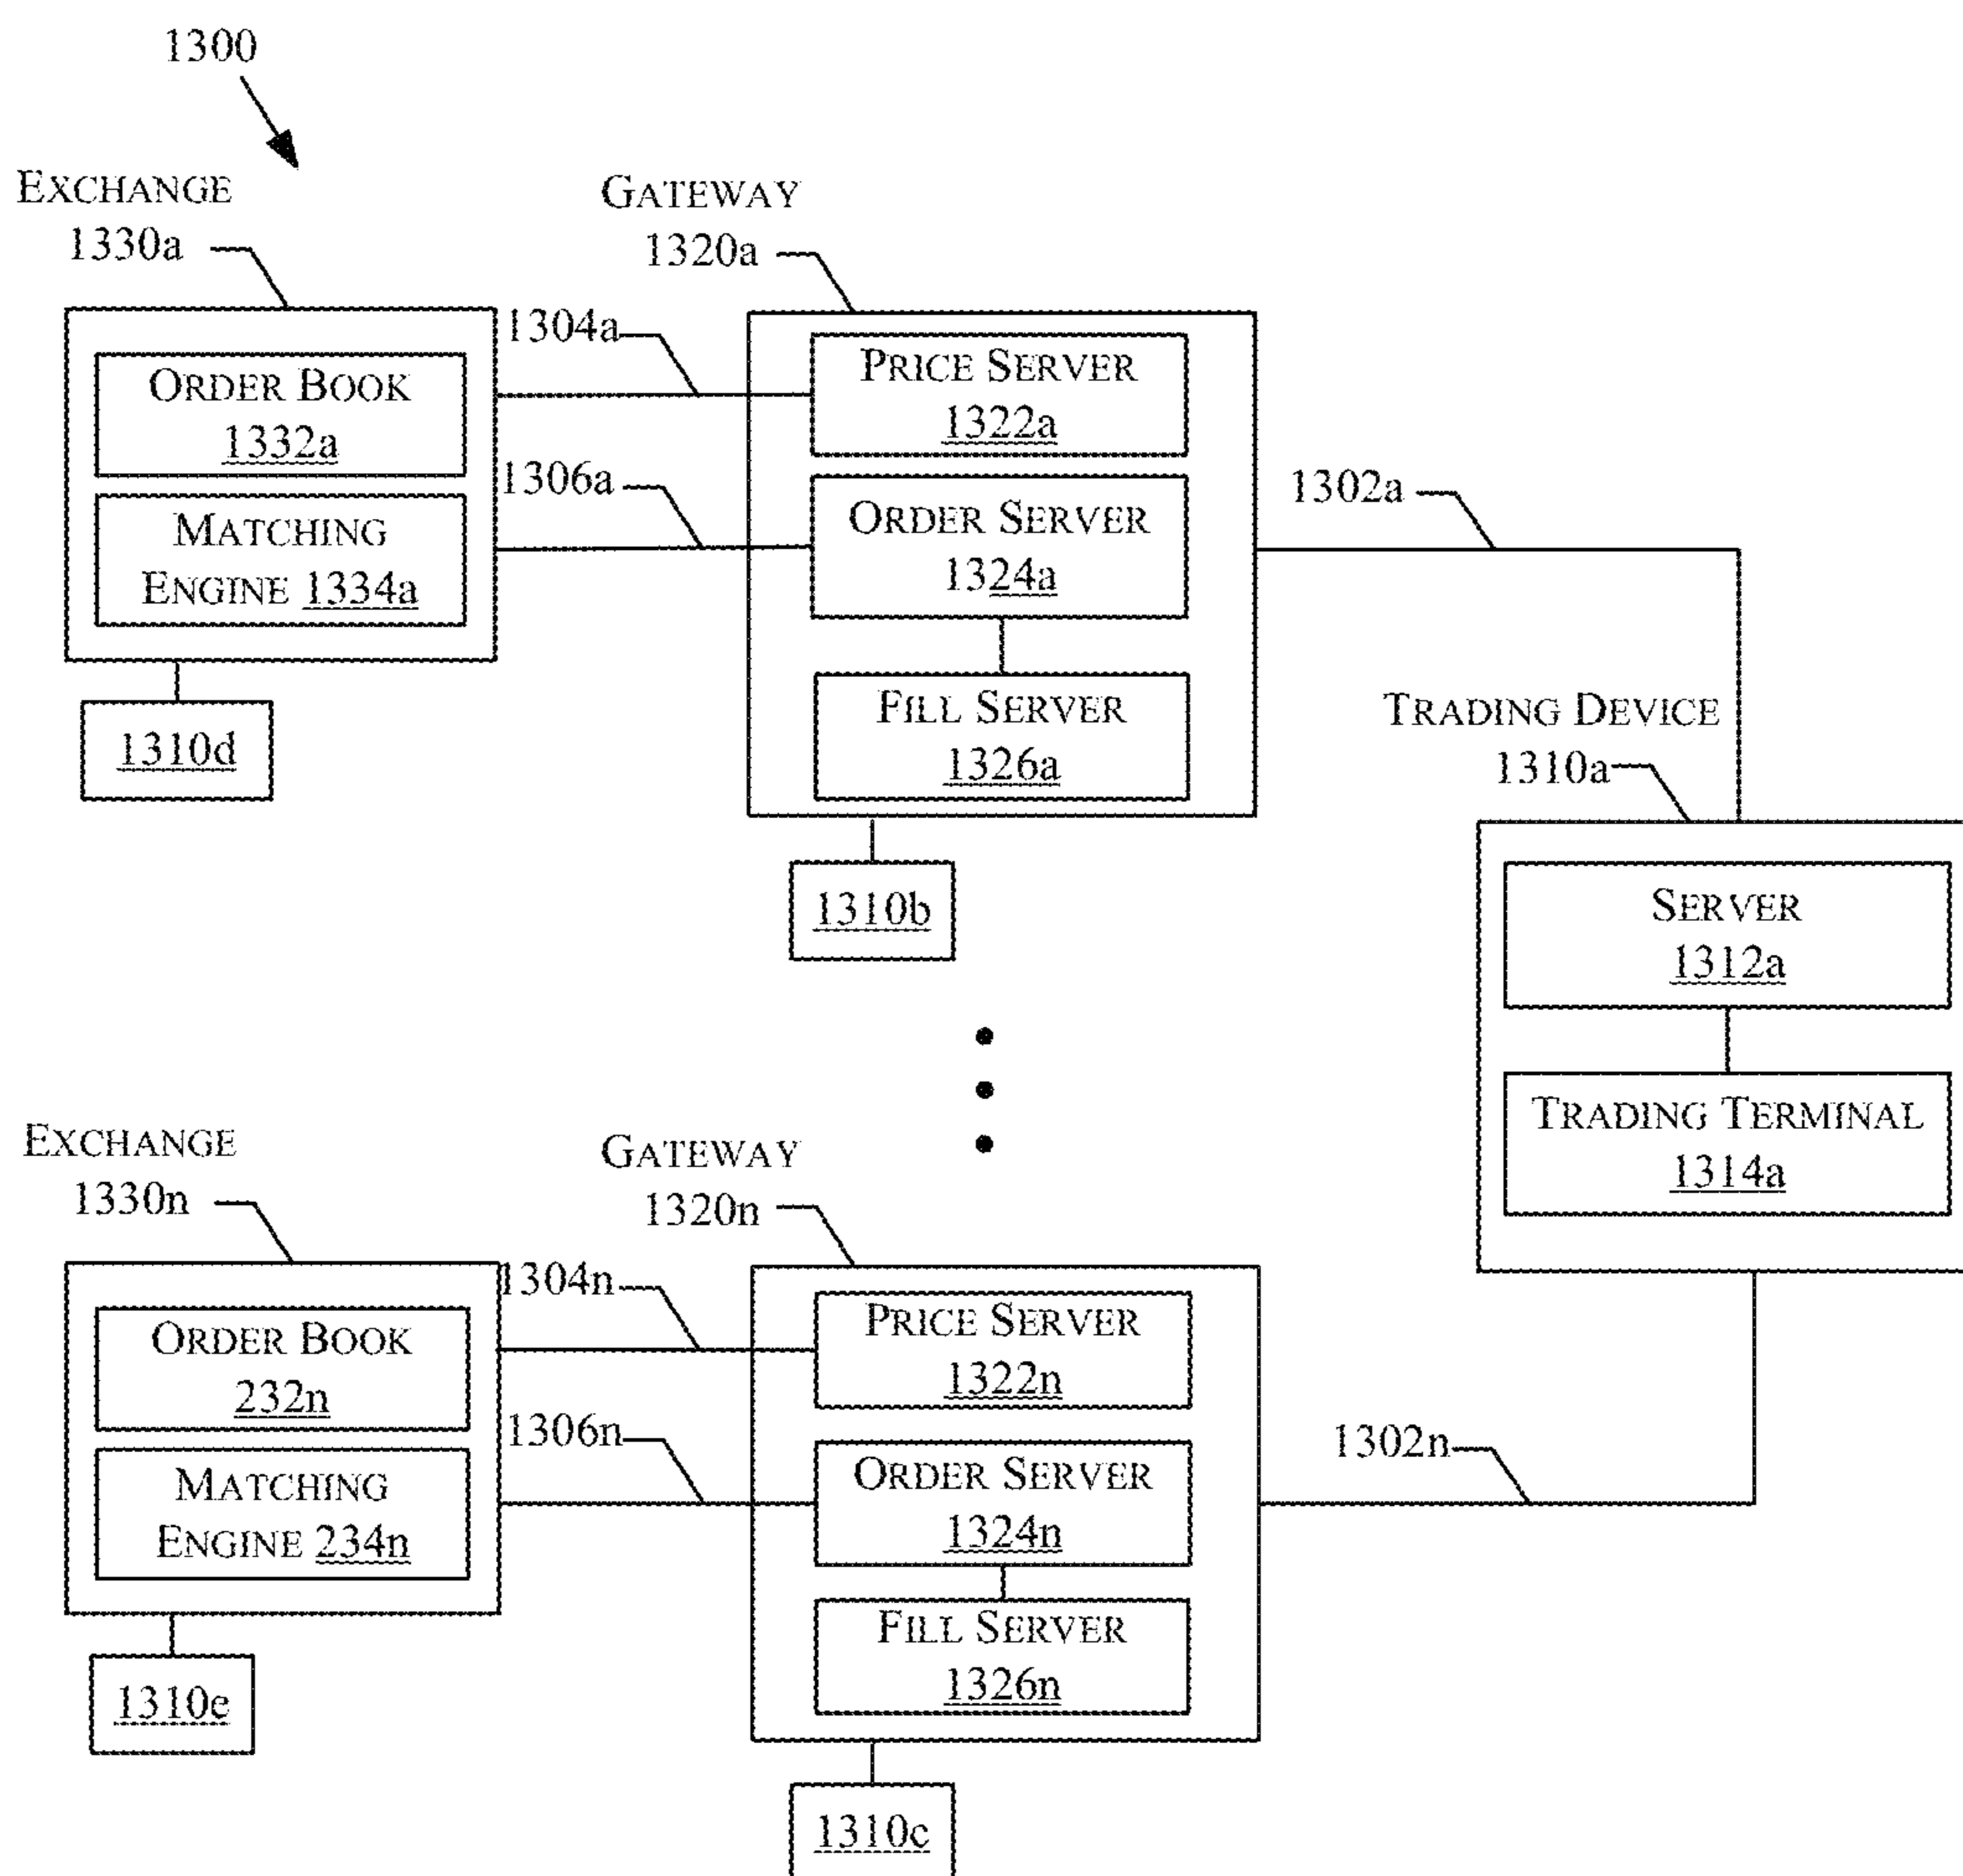 1300
EXCHANGE
1330a
GATEWAY
1320a
ORDER BOOK
1332a
MATCHING
ENGINE 1334a
1310d
1304a
1306a
PRICE SERVER
1322a
ORDER SERVER
1324a
FILL SERVER
1326a
1310b
1302a
TRADING DEVICE
1310a
SERVER
1312a
TRADING TERMINAL
1314a
EXCHANGE
1330n
GATEWAY
1320n
ORDER BOOK
232n
MATCHING
ENGINE 234n
1310e
1304n
1306n
PRICE SERVER
1322n
ORDER SERVER
1324n
FILL SERVER
1326n
1310c
1302n